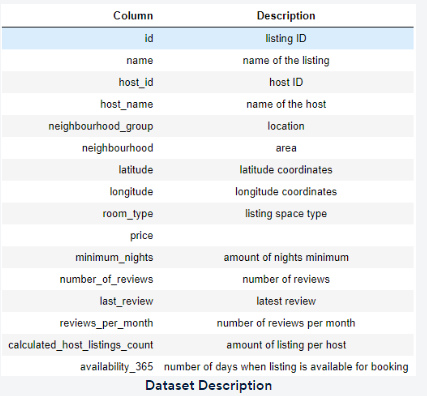 Column Description
id listing ID
name name of the listing
host_id host ID
host_name name of the host
neighbourhood_group location
neighbourhood area
latitude latitude coordinates
longitude longitude coordinates
room_type listing space type
price
minimum_nights amount of nights minimum
number_of_reviews number of reviews
last_review latest review
reviews_per_month number of reviews per month
calculated_host_listings_count amount of listing per host
availability_365 number of days when listing is available for booking
Dataset Description